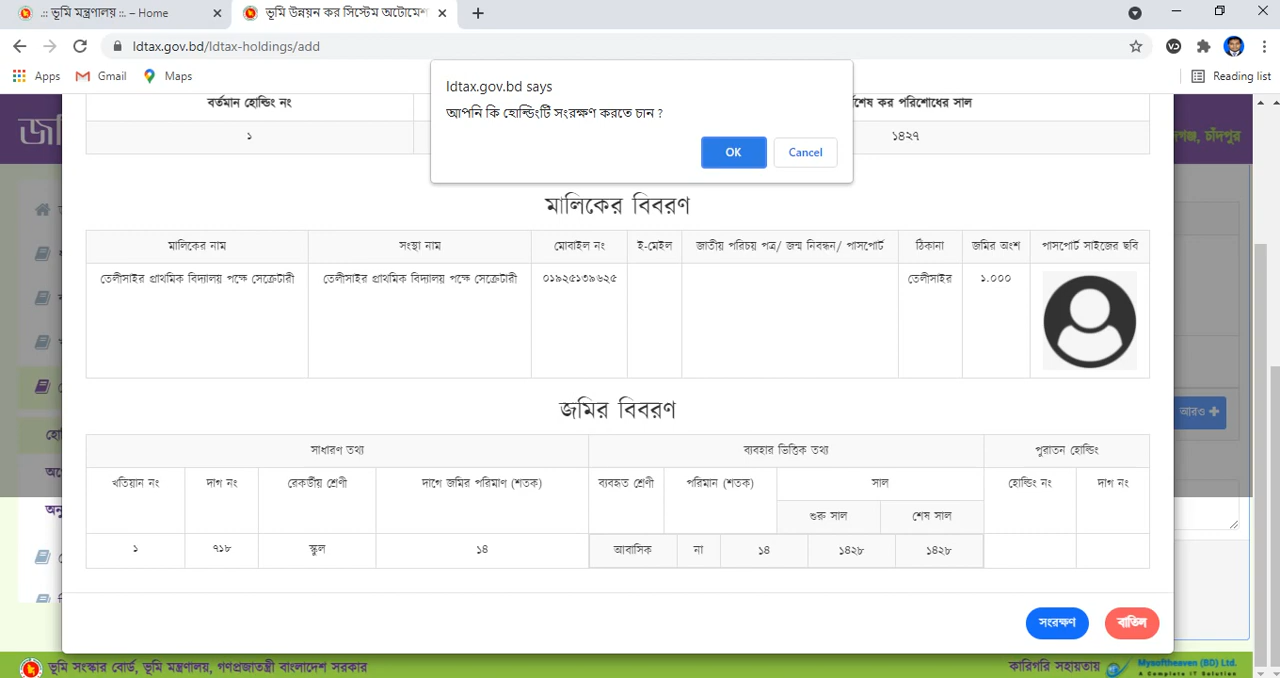 .:: ভূমি মন্ত্রণালয় ::. – Home
ভূমি উন্নয়ন কর সিস্টেম অটোমেশ
ldtax.gov.bd/ldtax-holdings/add
Apps Gmail Maps Reading list
ldtax.gov.bd says
আপনি কি হোল্ডিংটি সংরক্ষণ করতে চান ?
OK Cancel
বর্তমান হোল্ডিং নং কর পরিশোধের সাল
১ ১৪২৭
চাঁদপুর
মালিকের বিবরণ
মালিকের নাম সংস্থা নাম মোবাইল নং ই-মেইল জাতীয় পরিচয় পত্র/ জন্ম নিবন্ধন/ পাসপোর্ট ঠিকানা জমির অংশ পাসপোর্ট সাইজের ছবি
তেলীসাইর প্রাথমিক বিদ্যালয় পক্ষে সেক্রেটারী তেলীসাইর প্রাথমিক বিদ্যালয় পক্ষে সেক্রেটারী ০১৯২৫১৩৯৬২৫ তেলীসাইর ১.০০০
জমির বিবরণ
আরও
সাধারণ তথ্য ব্যবহার ভিত্তিক তথ্য পুরাতন হোল্ডিং
খতিয়ান নং দাগ নং রেকর্ডীয় শ্রেণী দাগে জমির পরিমাণ (শতক) ব্যবহৃত শ্রেণী পরিমান (শতক) সাল হোল্ডিং নং দাগ নং
শুরু সাল শেষ সাল
১ ৭১৮ স্কুল ১৪ আবাসিক না ১৪ ১৪২৮ ১৪২৮
সংরক্ষণ বাতিল
ভূমি সংস্কার বোর্ড, ভূমি মন্ত্রণালয়, গণপ্রজাতন্ত্রী বাংলাদেশ সরকার কারিগরি সহায়তায় Mysoftheaven (BD) Ltd.
A Complete IT Solution